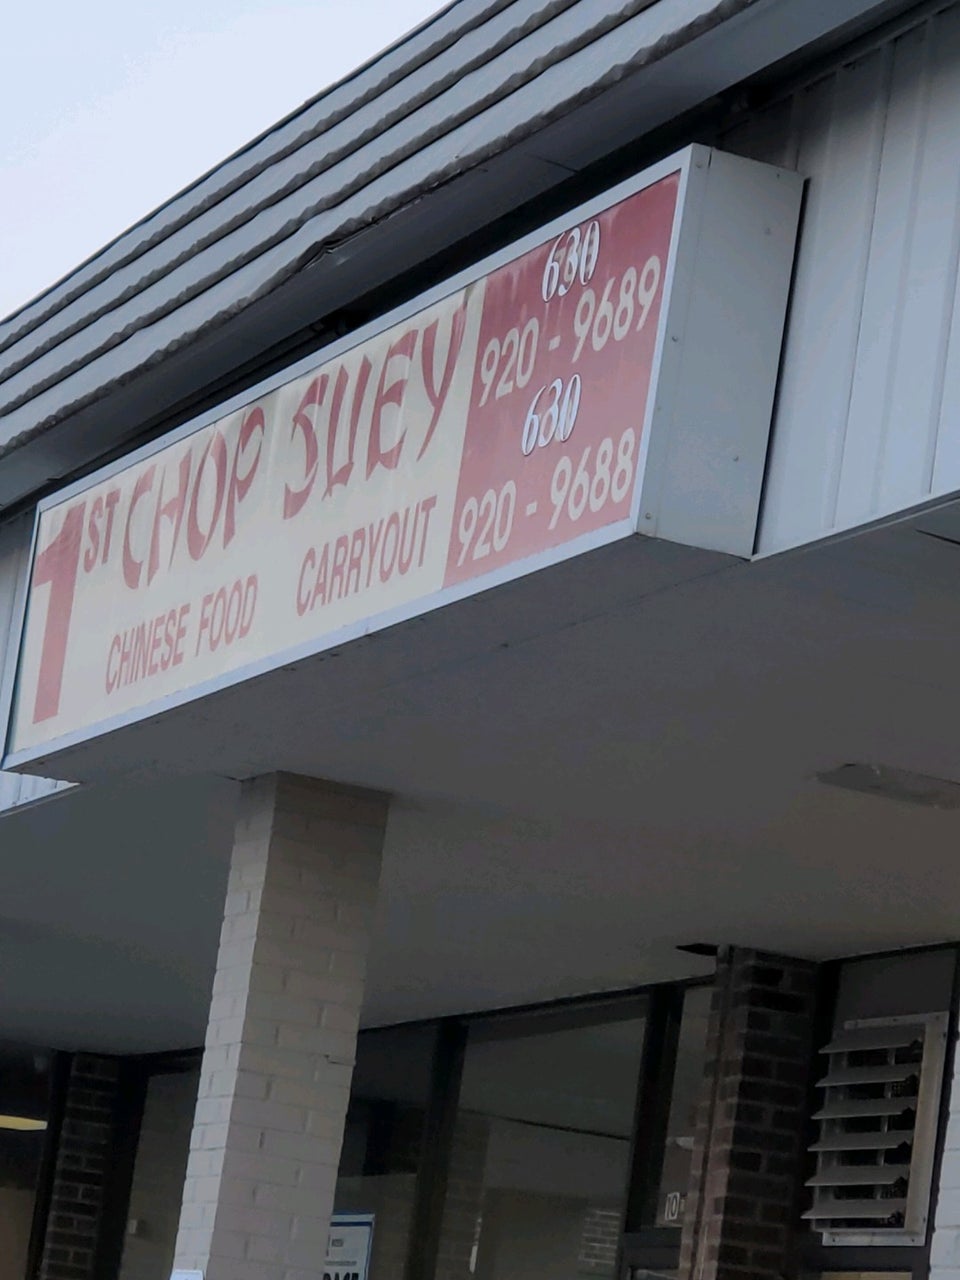 1ST CHOP SUEY
CHINESE FOOD CARRYOUT
630
920 - 9689
630
920 - 9688